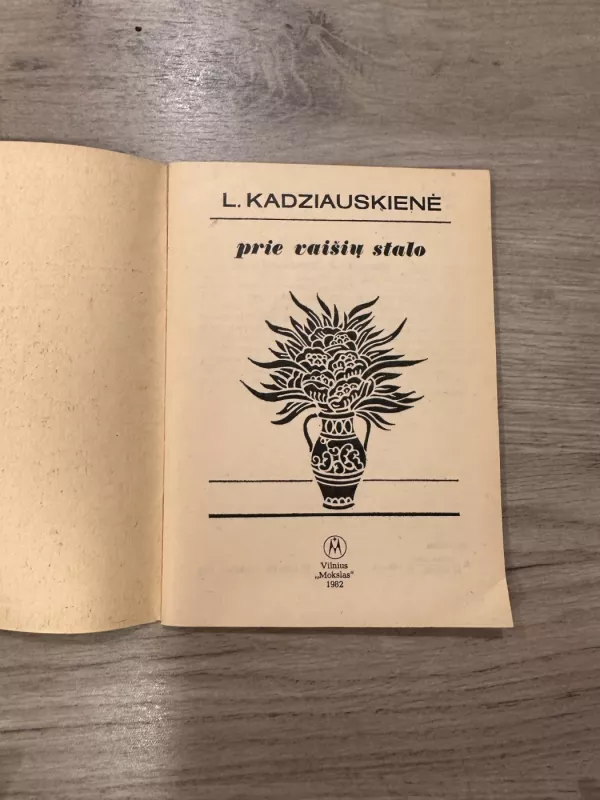 L. KADZIAUSKIENĖ
prie vaišių stalo
M
Vilnius
„Mokslas“
1982